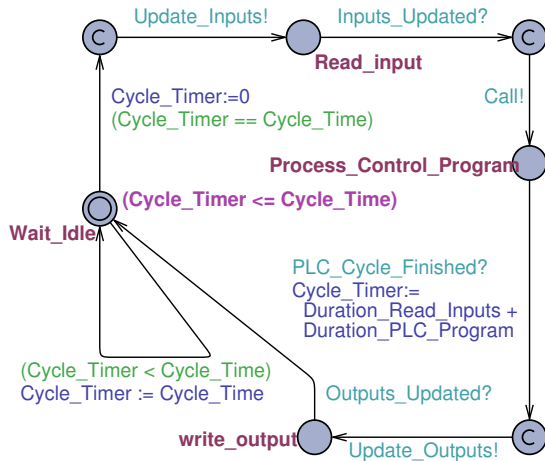 Update_Inputs!
Inputs_Updated?
C
C
Read_input
Cycle_Timer:=0
(Cycle_Timer == Cycle_Time)
Call!
Process_Control_Program
(Cycle_Timer <= Cycle_Time)
Wait_Idle
PLC_Cycle_Finished?
Cycle_Timer:=
Duration_Read_Inputs +
Duration_PLC_Program
(Cycle_Timer < Cycle_Time)
Cycle_Timer := Cycle_Time
Outputs_Updated?
write_output
Update_Outputs!
C